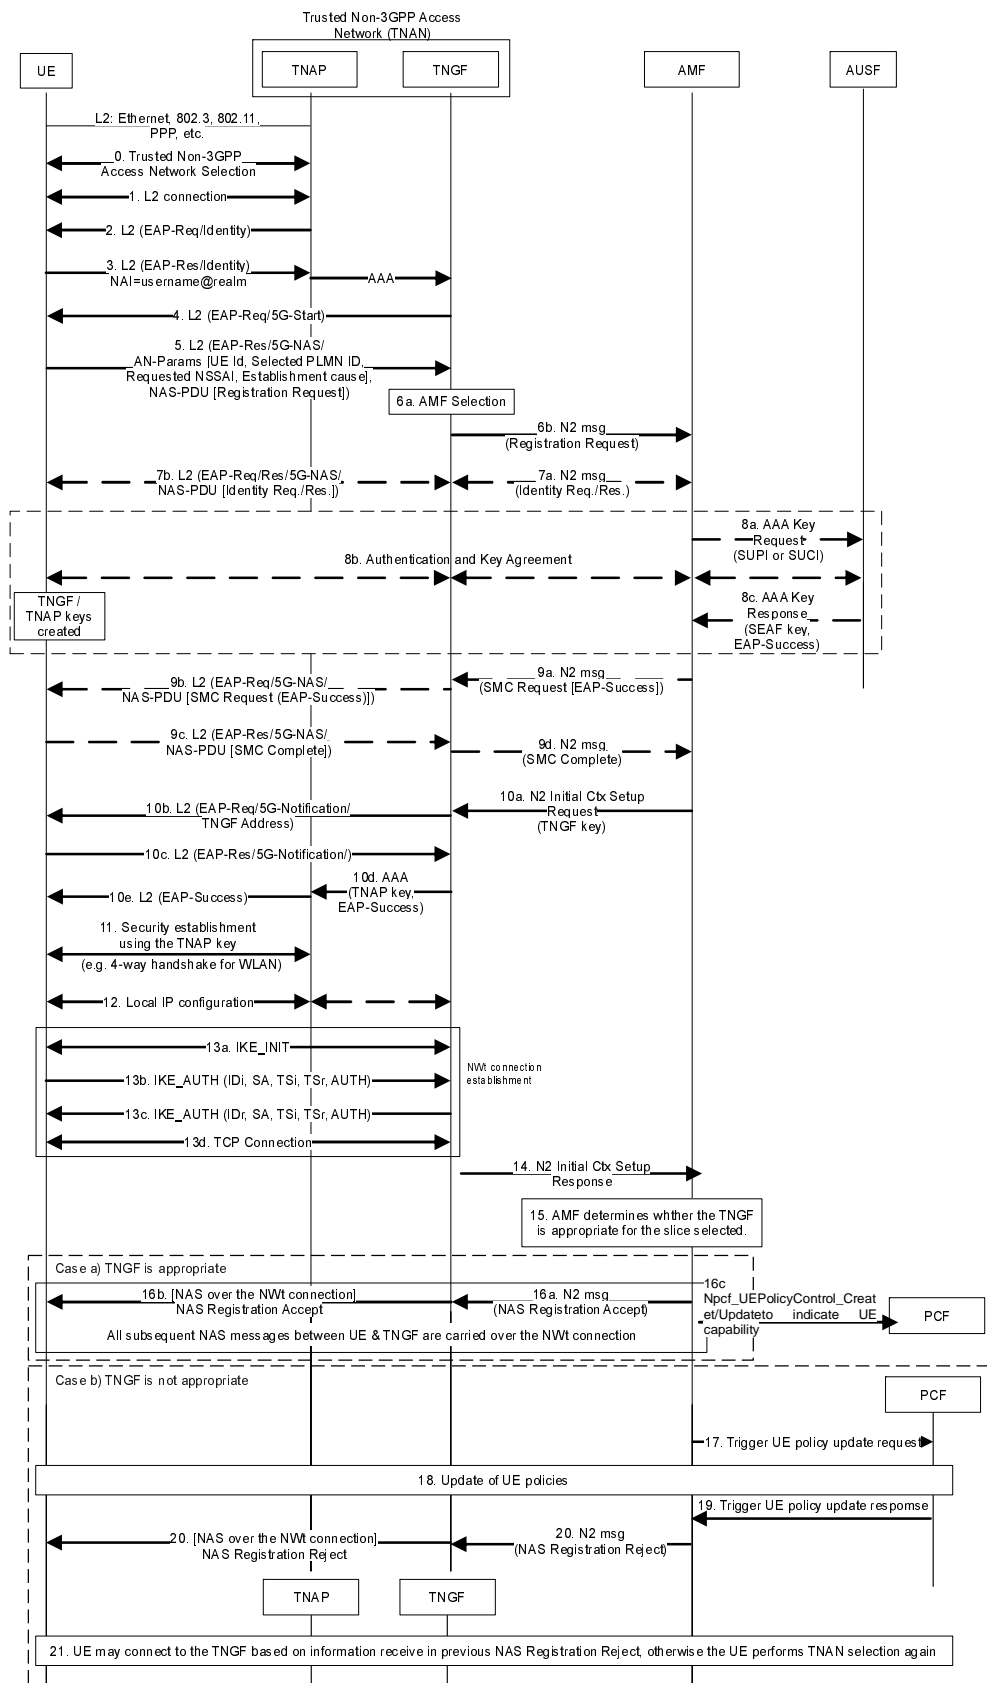 Trusted Non-3GPP Access
Network (TNAN)
UE
TNAP
TNGF
AMF
AUSF
L2: Ethernet, 802.3, 802.11,
PPP, etc.
0. Trusted Non-3GPP
Access Network Selection
1. L2 connection
2. L2 (EAP-Req/Identity)
3. L2 (EAP-Res/Identity)
NAI=username@realm
AAA
4. L2 (EAP-Req/5G-Start)
5. L2 (EAP-Res/5G-NAS/
AN-Params [UE Id, Selected PLMN ID,
Requested NSSAI, Establishment cause],
NAS-PDU [Registration Request])
6a. AMF Selection
6b. N2 msg
(Registration Request)
7b. L2 (EAP-Req/Res/5G-NAS/
NAS-PDU [Identity Req./Res.])
7a. N2 msg
(Identity Req./Res.)
8a. AAA Key
Request
(SUPI or SUCI)
8b. Authentication and Key Agreement
TNGF /
TNAP keys
created
8c. AAA Key
Response
(SEAF key,
EAP-Success)
9a. N2 msg
(SMC Request [EAP-Success])
9b. L2 (EAP-Req/5G-NAS/
NAS-PDU [SMC Request (EAP-Success)])
9c. L2 (EAP-Res/5G-NAS/
NAS-PDU [SMC Complete])
9d. N2 msg
(SMC Complete)
10a. N2 Initial Ctx Setup
Request
(TNGF key)
10b. L2 (EAP-Req/5G-Notification/
TNGF Address)
10c. L2 (EAP-Res/5G-Notification/)
10d. AAA
(TNAP key,
EAP-Success)
10e. L2 (EAP-Success)
11. Security establishment
using the TNAP key
(e.g. 4-way handshake for WLAN)
12. Local IP configuration
13a. IKE_INIT
NWt connection
establishment
13b. IKE_AUTH (IDi, SA, TSi, TSr, AUTH)
13c. IKE_AUTH (IDr, SA, TSi, TSr, AUTH)
13d. TCP Connection
14. N2 Initial Ctx Setup
Response
15. AMF determines whther the TNGF
is appropriate for the slice selected.
Case a) TNGF is appropriate
16b. [NAS over the NWt connection]
NAS Registration Accept
16a. N2 msg
(NAS Registration Accept)
16c
Npcf_UEPolicyControl_Creat
et/Updateto indicate UE
capability
PCF
All subsequent NAS messages between UE & TNGF are carried over the NWt connection
Case b) TNGF is not appropriate
PCF
17. Trigger UE policy update request
18. Update of UE policies
19. Trigger UE policy update respomse
20. [NAS over the NWt connection]
NAS Registration Reject
20. N2 msg
(NAS Registration Reject)
TNAP
TNGF
21. UE may connect to the TNGF based on information receive in previous NAS Registration Reject, otherwise the UE performs TNAN selection again